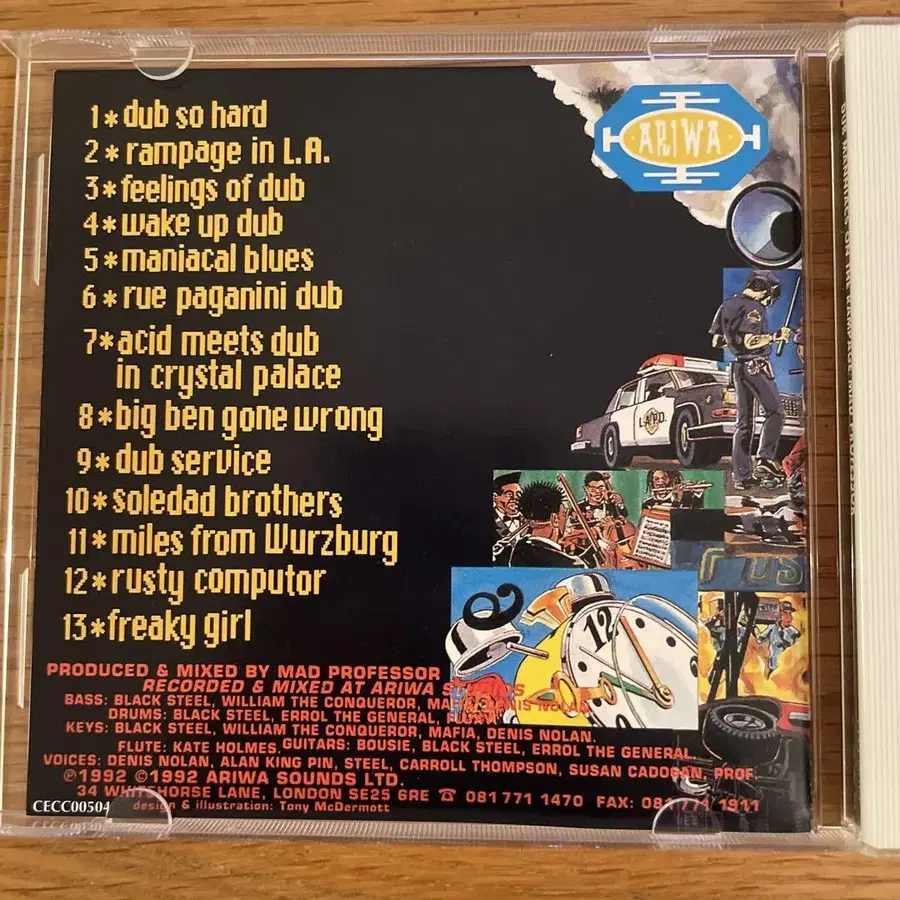 1*dub so hard
2*rampage in L.A.
3*feelings of dub
4*wake up dub
5*maniacal blues
6*rue paganini dub
7*acid meets dub
in crystal palace
8*big ben gone wrong
9*dub service
10*soledad brothers
11*miles from Wurzburg
12*rusty computor
13*freaky girl
ARIWA
L.A.P.D.
12
PRODUCED & MIXED BY MAD PROFESSOR
RECORDED & MIXED AT ARIWA STUDIOS
BASS: BLACK STEEL, WILLIAM THE CONQUEROR, MAFIA, DENIS NOLAN
DRUMS: BLACK STEEL, ERROL THE GENERAL,
KEYS: BLACK STEEL, WILLIAM THE CONQUEROR, MAFIA, DENIS NOLAN.
FLUTE: KATE HOLMES. GUITARS: BOUSIE, BLACK STEEL, ERROL THE GENERAL.
VOICES: DENIS NOLAN, ALAN KING PIN, STEEL, CARROLL THOMPSON, SUSAN CADOGAN, PROF.
℗1992 ©1992 ARIWA SOUNDS LTD.
34 WHITEHORSE LANE, LONDON SE25 GRE ☎ 081 771 1470 FAX: 081 771 1911
CECC00504
design & illustration: Tony McDermott